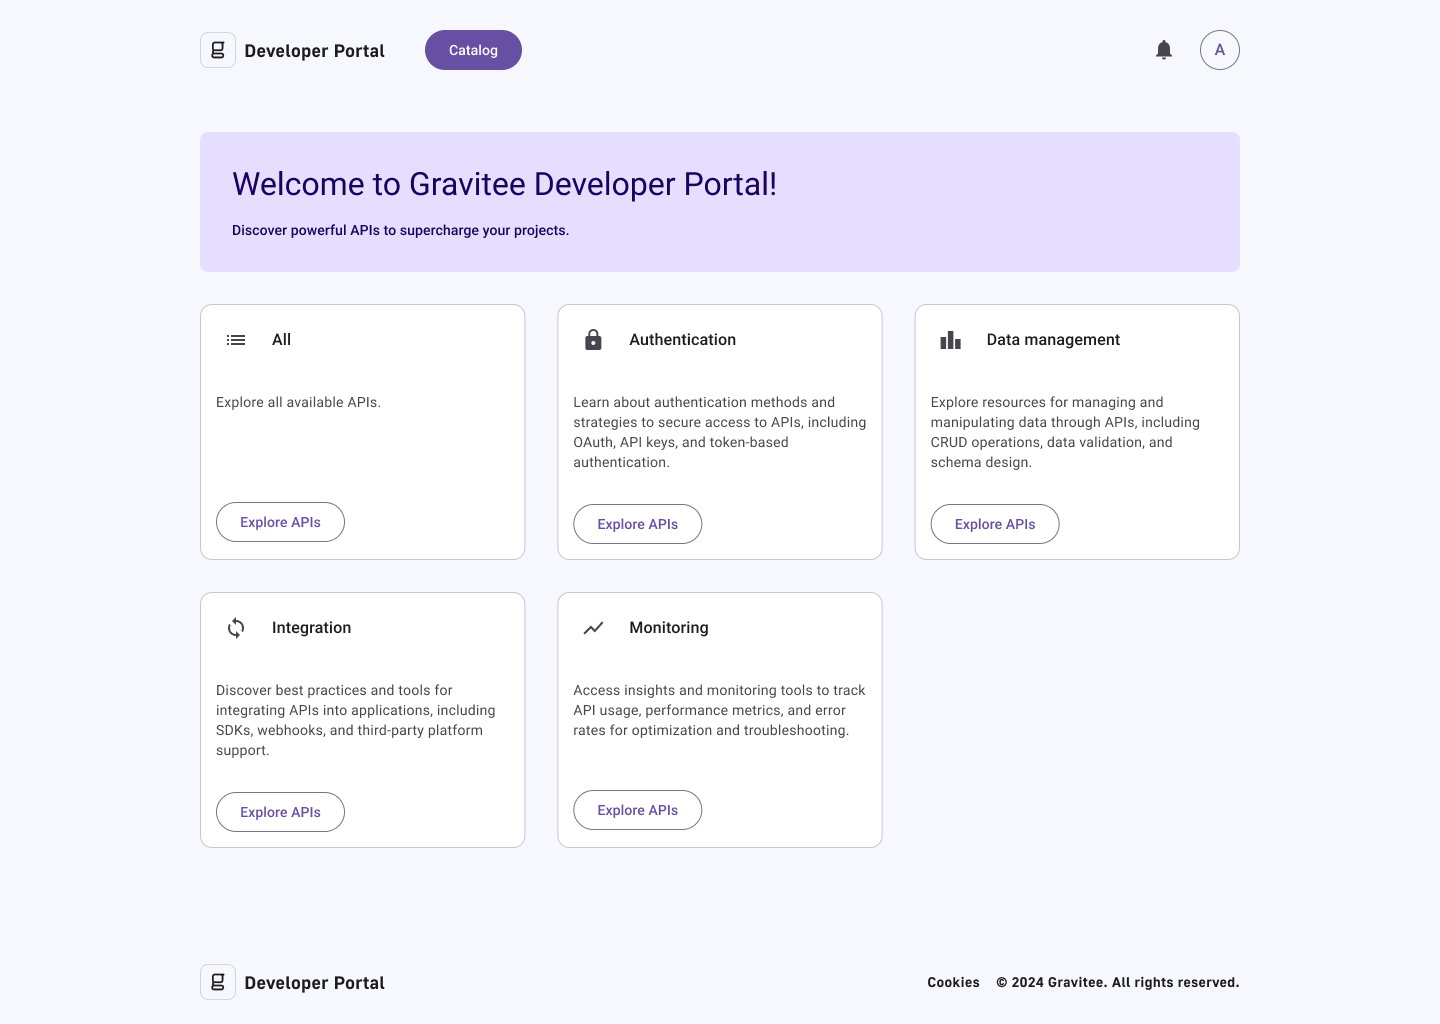 g Developer Portal
Catalog
A
Welcome to Gravitee Developer Portal!
Discover powerful APIs to supercharge your projects.
All
Explore all available APIs.
Explore APIs
Authentication
Learn about authentication methods and
strategies to secure access to APIs, including
OAuth, API keys, and token-based
authentication.
Explore APIs
Data management
Explore resources for managing and
manipulating data through APIs, including
CRUD operations, data validation, and
schema design.
Explore APIs
Integration
Discover best practices and tools for
integrating APIs into applications, including
SDKs, webhooks, and third-party platform
support.
Explore APIs
Monitoring
Access insights and monitoring tools to track
API usage, performance metrics, and error
rates for optimization and troubleshooting.
Explore APIs
g Developer Portal
Cookies © 2024 Gravitee. All rights reserved.